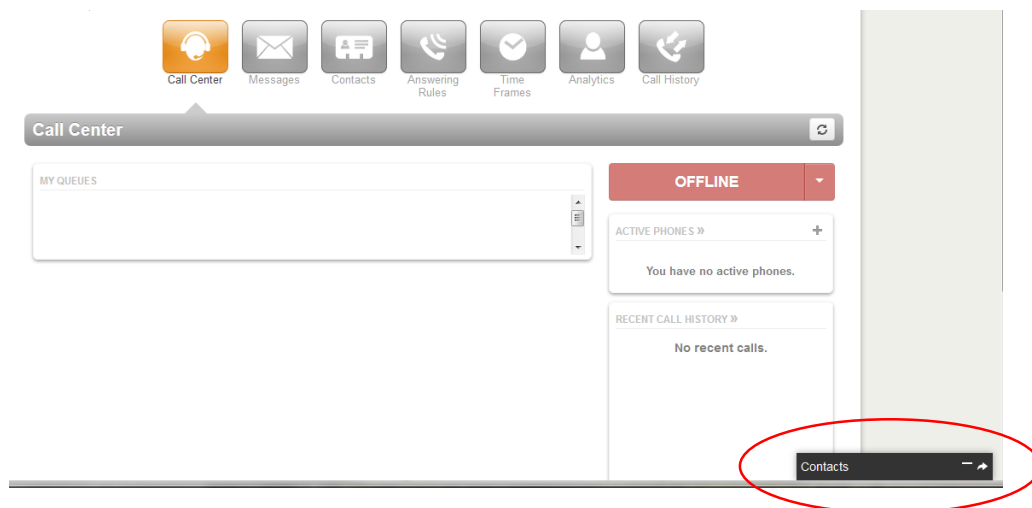 Call Center
Messages
Contacts
Answering
Rules
Time
Frames
Analytics
Call History
Call Center
MY QUEUES
OFFLINE
ACTIVE PHONES »
You have no active phones.
RECENT CALL HISTORY »
No recent calls.
Contacts